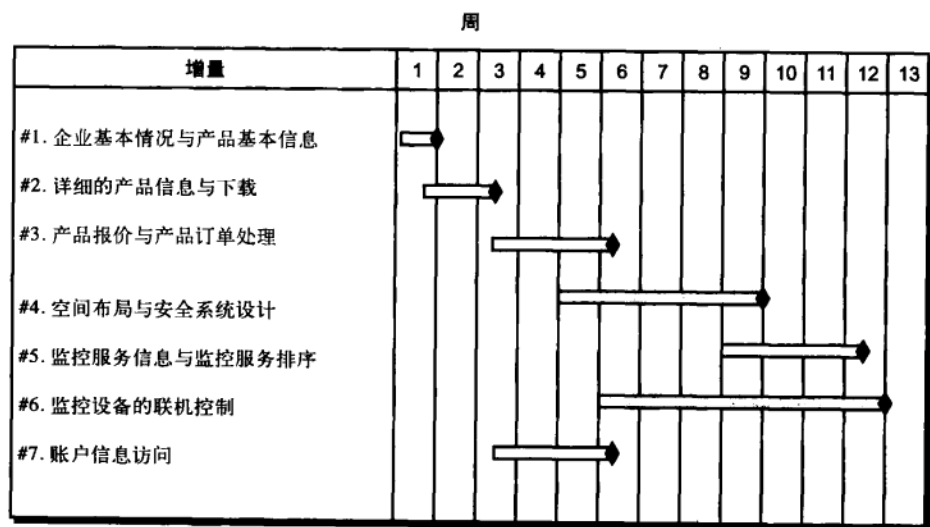 周
增量 1 2 3 4 5 6 7 8 9 10 11 12 13
#1. 企业基本情况与产品基本信息
#2. 详细的产品信息与下载
#3. 产品报价与产品订单处理
#4. 空间布局与安全系统设计
#5. 监控服务信息与监控服务排序
#6. 监控设备的联机控制
#7. 账户信息访问